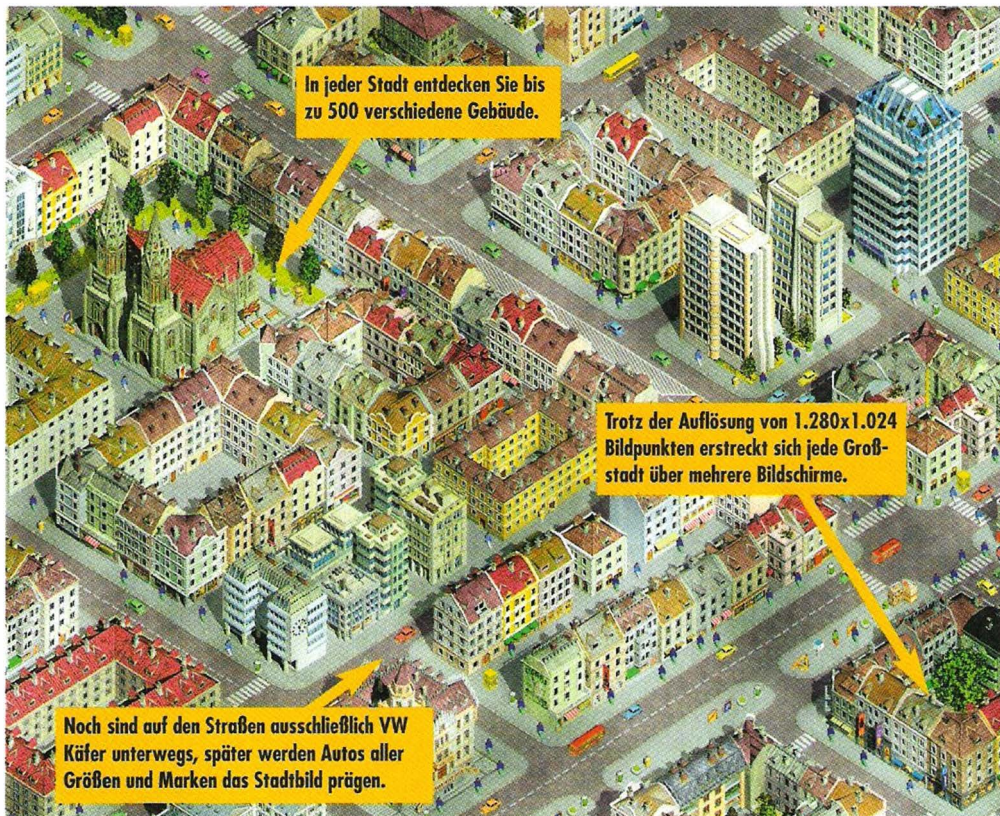 In jeder Stadt entdecken Sie bis
zu 500 verschiedene Gebäude.
Trotz der Auflösung von 1.280x1.024
Bildpunkten erstreckt sich jede Groß-
stadt über mehrere Bildschirme.
Noch sind auf den Straßen ausschließlich VW
Käfer unterwegs, später werden Autos aller
Größen und Marken das Stadtbild prägen.